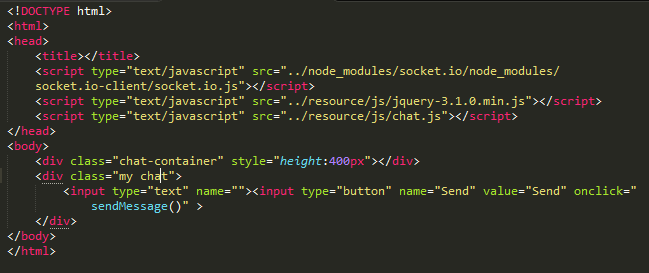 <!DOCTYPE html>
<html>
<head>
    <title></title>
    <script type="text/javascript" src="../node_modules/socket.io/node_modules/
    socket.io-client/socket.io.js"></script>
    <script type="text/javascript" src="../resource/js/jquery-3.1.0.min.js"></script>
    <script type="text/javascript" src="../resource/js/chat.js"></script>
</head>
<body>
    <div class="chat-container" style="height:400px"></div>
    <div class="my chat">
        <input type="text" name=""><input type="button" name="Send" value="Send" onclick="
            sendMessage()" >
    </div>
</body>
</html>